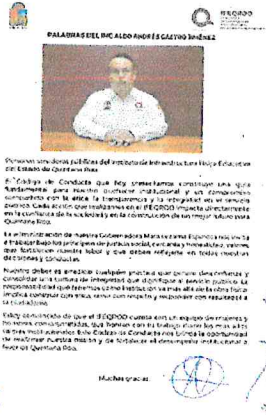 IFEQROO
PALABRAS DEL ING. ALDO ANDRÉS CASTRO JIMÉNEZ
Personas servidoras públicas del Instituto de Infraestructura Física Educativa
del Estado de Quintana Roo.
El Código de Conducta que hoy presentamos constituye una guía
fundamental para nuestro quehacer institucional y un compromiso
compartido con la ética, la transparencia y la integridad en el servicio
público. Cada acción que realizamos en el IFEQROO impacta directamente
en la confianza de la sociedad y en la construcción de un mejor futuro para
Quintana Roo.
La administración de nuestra Gobernadora Mara Lezama Espinosa nos invita
a trabajar bajo los principios de justicia social, cercanía y honestidad, valores
que fortalecen nuestra labor y que deben reflejarse en todas nuestras
decisiones y conductas.
Nuestro deber es erradicar cualquier práctica que genere desconfianza y
consolidar una cultura de integridad que dignifique el servicio público. La
responsabilidad que tenemos como institución va más allá de la obra física
implica construir con ética, servir con respeto y responder con resultados a
la ciudadanía.
Estoy convencido de que el IFEQROO cuenta con un equipo de mujeres y
hombres comprometidos, que honran con su trabajo diario los más altos
valores institucionales. Este Código de Conducta nos brinda la oportunidad
de reafirmar nuestra misión y de fortalecer el desempeño institucional a
favor de Quintana Roo.
Muchas gracias.